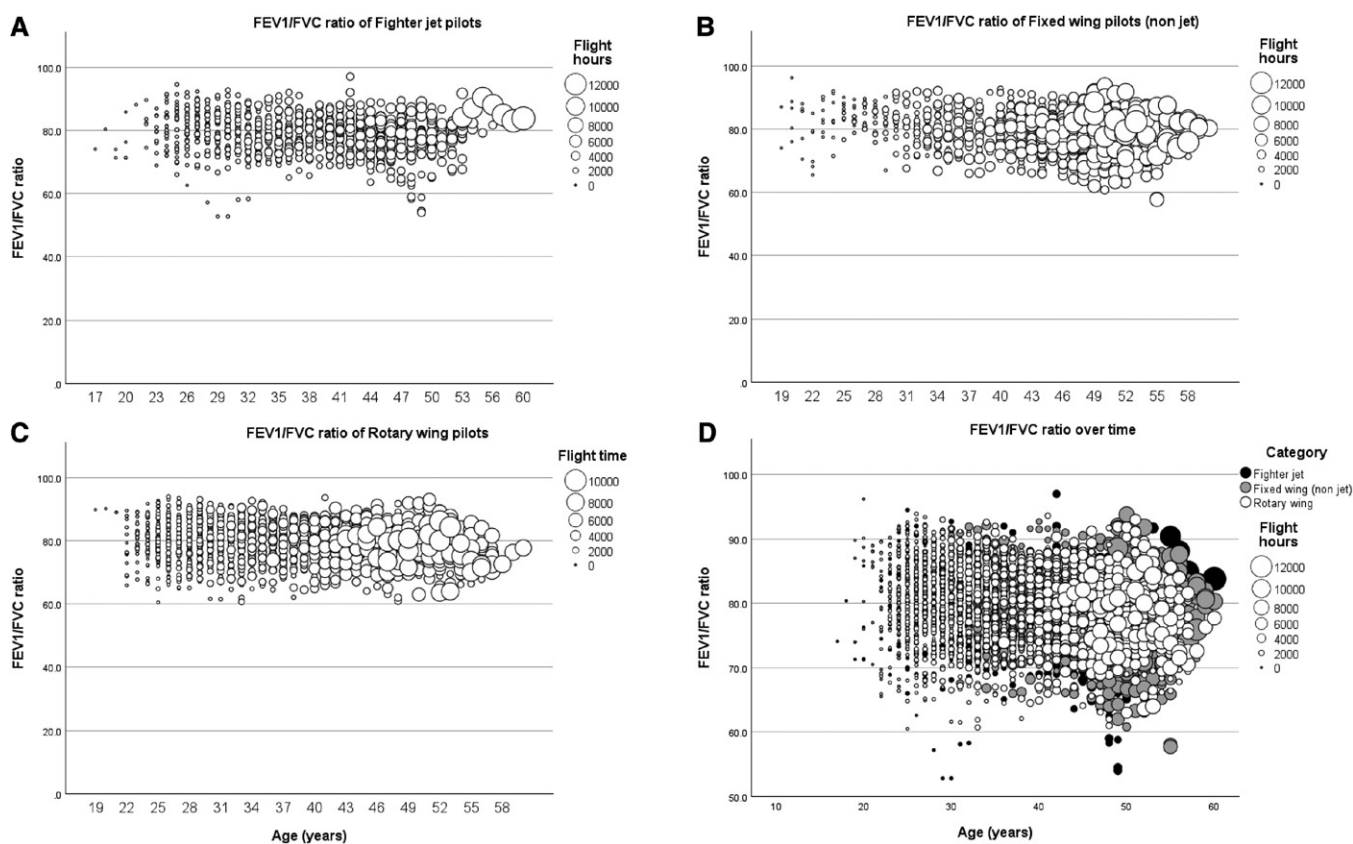 A
FEV1/FVC ratio of Fighter jet pilots
FEV1/FVC ratio
100.0
80.0
60.0
40.0
20.0
.0
17 20 23 26 29 32 35 38 41 44 47 50 53 56 60
Flight
hours
12000
10000
8000
6000
4000
2000
0
B
FEV1/FVC ratio of Fixed wing pilots (non jet)
FEV1/FVC ratio
100.0
80.0
60.0
40.0
20.0
.0
19 22 25 28 31 34 37 40 43 46 49 52 55 58
Flight
hours
12000
10000
8000
6000
4000
2000
0
C
FEV1/FVC ratio of Rotary wing pilots
FEV1/FVC ratio
100.0
80.0
60.0
40.0
20.0
.0
19 22 25 28 31 34 37 40 43 46 49 52 55 58
Age (years)
Flight time
10000
8000
6000
4000
2000
0
D
FEV1/FVC ratio over time
FEV1/FVC ratio
100.0
90.0
80.0
70.0
60.0
50.0
10 20 30 40 50 60
Age (years)
Category
Fighter jet
Fixed wing (non jet)
Rotary wing
Flight
hours
12000
10000
8000
6000
4000
2000
0